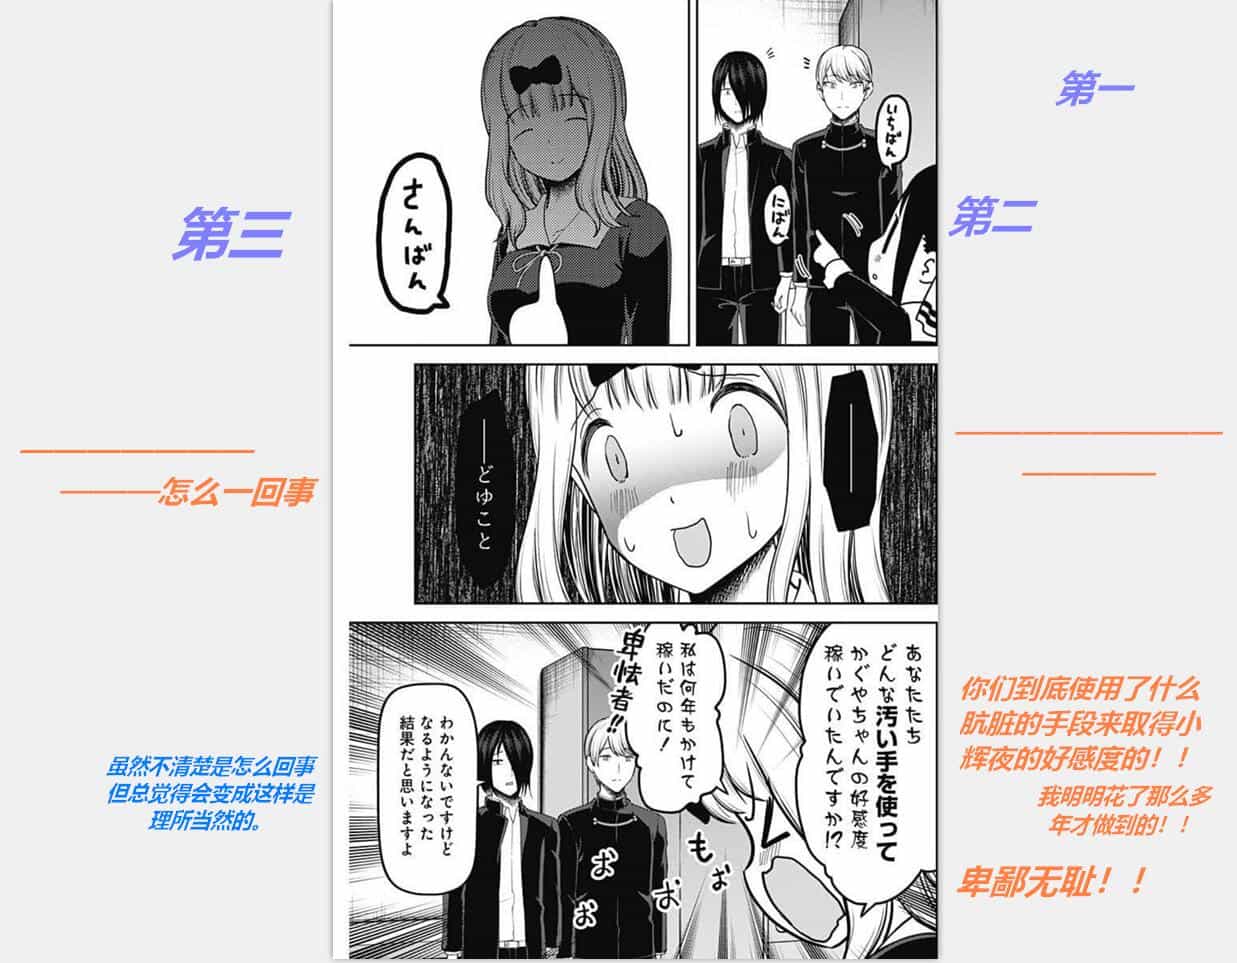 第一
いちばん
第二
にばん
さんばん
第三
————————
————
——
——どゆこと
———————
———怎么一回事
あなたたち
どんな汚い手を使って
かぐやちゃんの好感度
稼いでいたんですか!?
私は何年もかけて
稼いだのに!
卑怯者!!
もぉ
おお
おお
わかんないですけど
なるようになった
結果だと思いますよ
你们到底使用了什么
肮脏的手段来取得小
辉夜的好感度的！！
我明明花了那么多
年才做到的！！
卑鄙无耻！！
虽然不清楚是怎么回事
但总觉得会变成这样是
理所当然的。